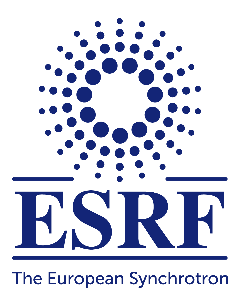 ESRF
The European Synchrotron